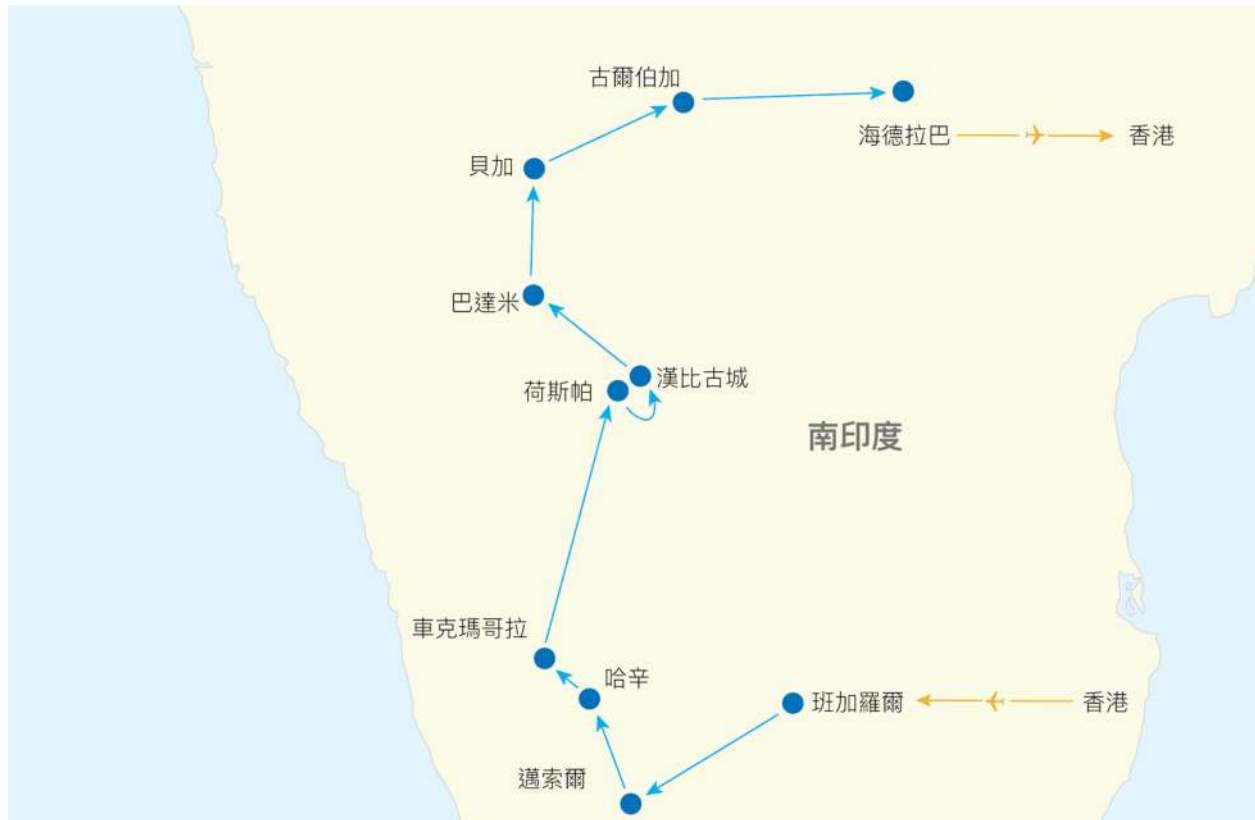 古爾伯加
海德拉巴
香港
貝加
巴達米
荷斯帕
漢比古城
南印度
車克瑪哥拉
哈辛
班加羅爾
香港
邁索爾